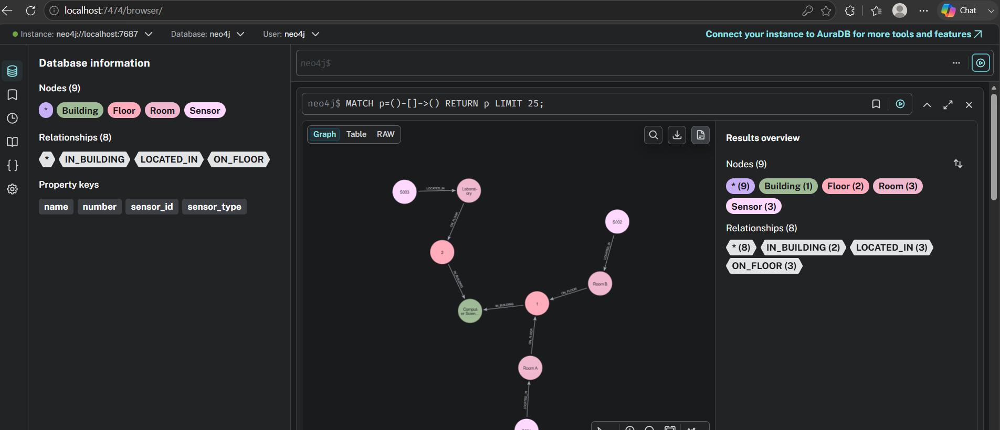 localhost:7474/browser/
Chat
Instance: neo4j://localhost:7687
Database: neo4j
User: neo4j
Connect your instance to AuraDB for more tools and features
Database information
Nodes (9)
* Building Floor Room Sensor
Relationships (8)
* IN_BUILDING LOCATED_IN ON_FLOOR
Property keys
name number sensor_id sensor_type
neo4j$
neo4j$ MATCH p=()-[]->() RETURN p LIMIT 25;
Graph Table RAW
S003
LOCATED_IN
Laborat-
ory
ON_FLOOR
2
IN_BUILDING
Comput-
er Scien...
IN_BUILDING
1
ON_FLOOR
Room B
LOCATED_IN
S002
ON_FLOOR
Room A
LOCATED_IN
Results overview
Nodes (9)
* (9) Building (1) Floor (2) Room (3)
Sensor (3)
Relationships (8)
* (8) IN_BUILDING (2) LOCATED_IN (3)
ON_FLOOR (3)